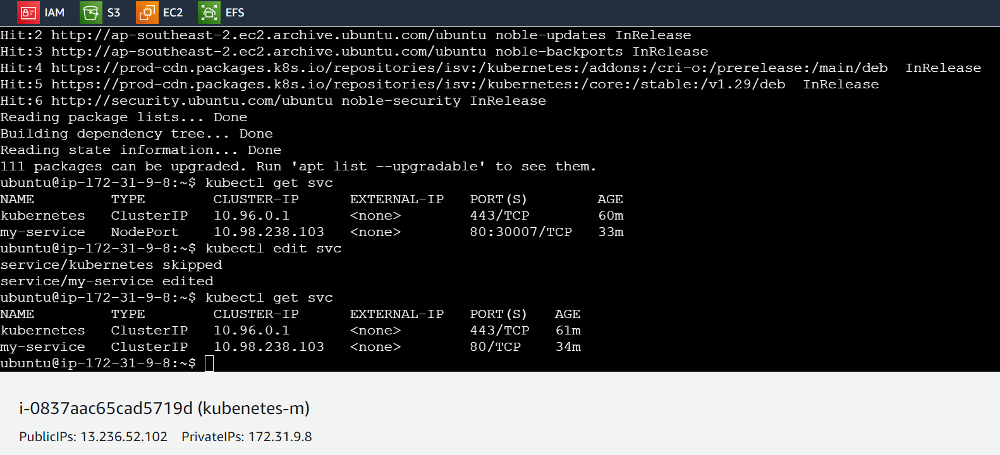 IAM S3 EC2 EFS
Hit:2 http://ap-southeast-2.ec2.archive.ubuntu.com/ubuntu noble-updates InRelease
Hit:3 http://ap-southeast-2.ec2.archive.ubuntu.com/ubuntu noble-backports InRelease
Hit:4 https://prod-cdn.packages.k8s.io/repositories/isv:/kubernetes:/addons:/cri-o:/prerelease:/main/deb  InRelease
Hit:5 https://prod-cdn.packages.k8s.io/repositories/isv:/kubernetes:/core:/stable:/v1.29/deb  InRelease
Hit:6 http://security.ubuntu.com/ubuntu noble-security InRelease
Reading package lists... Done
Building dependency tree... Done
Reading state information... Done
111 packages can be upgraded. Run 'apt list --upgradable' to see them.
ubuntu@ip-172-31-9-8:~$ kubectl get svc
NAME         TYPE        CLUSTER-IP      EXTERNAL-IP   PORT(S)        AGE
kubernetes   ClusterIP   10.96.0.1       <none>        443/TCP        60m
my-service   NodePort    10.98.238.103   <none>        80:30007/TCP   33m
ubuntu@ip-172-31-9-8:~$ kubectl edit svc
service/kubernetes skipped
service/my-service edited
ubuntu@ip-172-31-9-8:~$ kubectl get svc
NAME         TYPE        CLUSTER-IP      EXTERNAL-IP   PORT(S)   AGE
kubernetes   ClusterIP   10.96.0.1       <none>        443/TCP   61m
my-service   ClusterIP   10.98.238.103   <none>        80/TCP    34m
ubuntu@ip-172-31-9-8:~$
i-0837aac65cad5719d (kubenetes-m)
PublicIPs: 13.236.52.102 PrivateIPs: 172.31.9.8